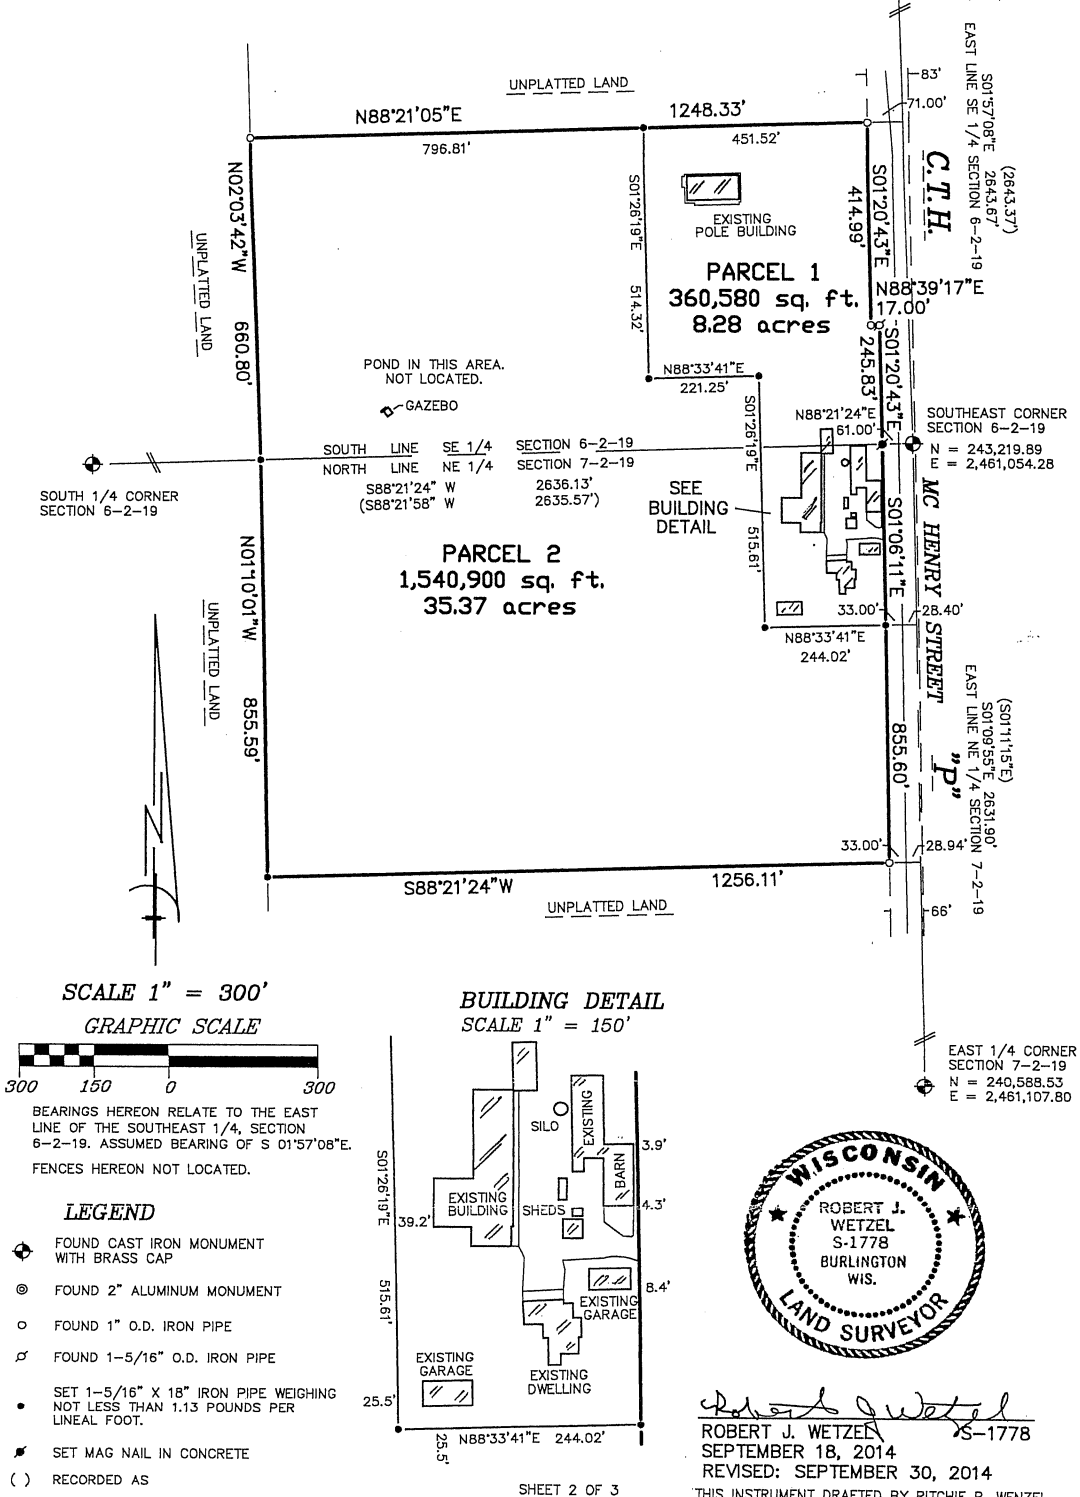 UNPLATTED LAND
83'
71.00'
N88°21'05"E
1248.33'
796.81'
451.52'
S01°57'08"E 2643.67'
(2643.37')
EAST LINE SE 1/4 SECTION 6-2-19
C.T.H.
N02°03'42"W 660.80'
UNPLATTED LAND
S01°26'19"E 514.32'
EXISTING
POLE BUILDING
S01°20'43"E
414.99'
PARCEL 1
360,580 sq. ft.
8.28 acres
N88°39'17"E
17.00'
S01°20'43"E
245.83'
POND IN THIS AREA.
NOT LOCATED.
GAZEBO
N88°33'41"E
221.25'
N88°21'24"E
61.00'
SOUTHEAST CORNER
SECTION 6-2-19
N = 243,219.89
E = 2,461,054.28
SOUTH LINE SE 1/4 SECTION 6-2-19
NORTH LINE NE 1/4 SECTION 7-2-19
S88°21'24" W 2636.13'
(S88°21'58" W 2635.57')
SOUTH 1/4 CORNER
SECTION 6-2-19
S01°26'19"E
515.61'
SEE
BUILDING
DETAIL
S01°06'11"E
MC HENRY STREET
PARCEL 2
1,540,900 sq. ft.
35.37 acres
N01°10'01"W 855.59'
UNPLATTED LAND
33.00'
28.40'
N88°33'41"E
244.02'
855.60'
"P"
(S01°11'15"E)
S01°09'55"E 2631.90'
EAST LINE NE 1/4 SECTION 7-2-19
33.00'
28.94'
S88°21'24"W
1256.11'
UNPLATTED LAND
66'
N
SCALE 1" = 300'
GRAPHIC SCALE
300 150 0 300
BEARINGS HEREON RELATE TO THE EAST
LINE OF THE SOUTHEAST 1/4, SECTION
6-2-19. ASSUMED BEARING OF S 01°57'08"E.
FENCES HEREON NOT LOCATED.
LEGEND
FOUND CAST IRON MONUMENT
WITH BRASS CAP
FOUND 2" ALUMINUM MONUMENT
FOUND 1" O.D. IRON PIPE
FOUND 1-5/16" O.D. IRON PIPE
SET 1-5/16" X 18" IRON PIPE WEIGHING
NOT LESS THAN 1.13 POUNDS PER
LINEAL FOOT.
SET MAG NAIL IN CONCRETE
( ) RECORDED AS
BUILDING DETAIL
SCALE 1" = 150'
S01°26'19"E
515.61'
SILO
EXISTING
BARN
3.9'
4.3'
EXISTING
BUILDING
SHEDS
39.2'
8.4'
EXISTING
GARAGE
EXISTING
GARAGE
EXISTING
DWELLING
25.5'
25.5'
N88°33'41"E 244.02'
EAST 1/4 CORNER
SECTION 7-2-19
N = 240,588.53
E = 2,461,107.80
WISCONSIN
ROBERT J.
WETZEL
S-1778
BURLINGTON
WIS.
LAND SURVEYOR
Robert J Wetzel
ROBERT J. WETZEL S-1778
SEPTEMBER 18, 2014
REVISED: SEPTEMBER 30, 2014
THIS INSTRUMENT DRAFTED BY RITCHIE R. WENZEL
SHEET 2 OF 3